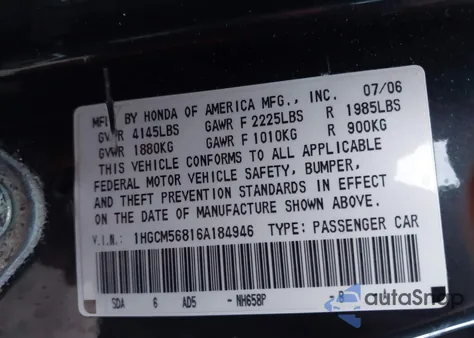 MFD. BY HONDA OF AMERICA MFG., INC. 07/06
GVWR 4145LBS GAWR F 2225LBS R 1985LBS
GVWR 1880KG GAWR F 1010KG R 900KG
THIS VEHICLE CONFORMS TO ALL APPLICABLE
FEDERAL MOTOR VEHICLE SAFETY, BUMPER,
AND THEFT PREVENTION STANDARDS IN EFFECT
ON THE DATE OF MANUFACTURE SHOWN ABOVE.
V.I.N.: 1HGCM56816A184946 TYPE: PASSENGER CAR
SDA 6 AD5 - NH658P - B
autaSnap